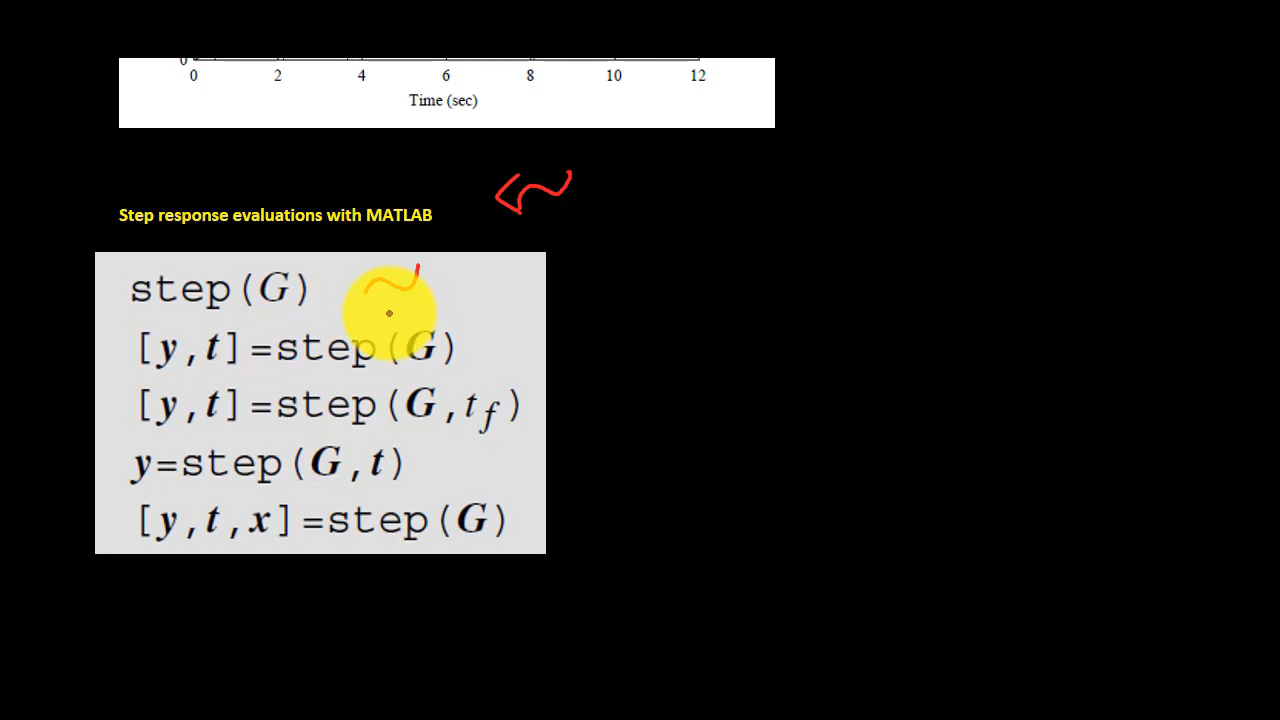 0
0 2 4 6 8 10 12
Time (sec)
Step response evaluations with MATLAB
step(G)
[y,t]=step(G)
[y,t]=step(G,t_f)
y=step(G,t)
[y,t,x]=step(G)